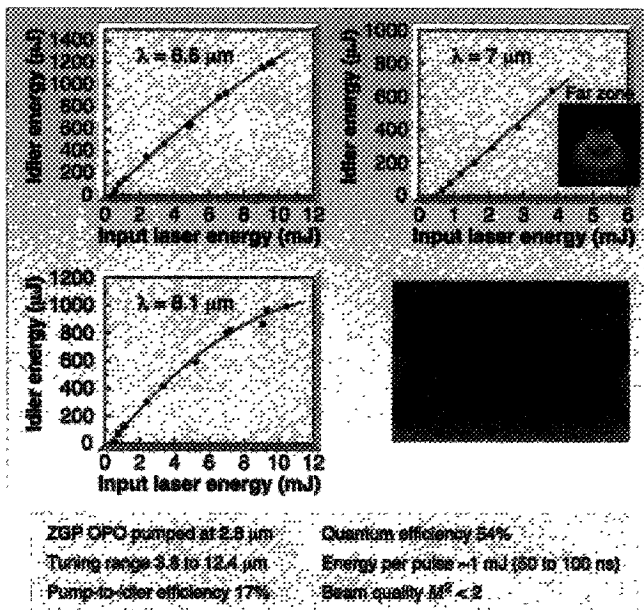 1400
1200
1000
800
600
400
200
0
Idler energy (μJ)
λ = 6.6 μm
0 2 4 6 8 10 12
Input laser energy (mJ)
1000
800
600
400
200
0
Idler energy (μJ)
λ = 7 μm
Far zone
0 1 2 3 4 5 6
Input laser energy (mJ)
1200
1000
800
600
400
200
0
Idler energy (μJ)
λ = 8.1 μm
0 2 4 6 8 10 12
Input laser energy (mJ)
ZGP OPO pumped at μm
Tuning range 3.8 to 12.4 μm
Pump-to-idler efficiency 17%
Quantum efficiency 54%
Energy per pulse ~1 mJ (50 to 100 ns)
Beam quality M² < 2